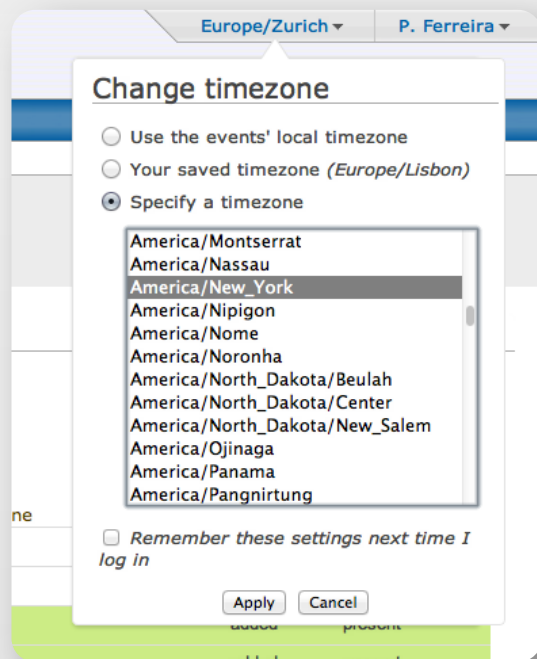 Europe/Zurich P. Ferreira
Change timezone
Use the events' local timezone
Your saved timezone (Europe/Lisbon)
Specify a timezone
America/Montserrat
America/Nassau
America/New_York
America/Nipigon
America/Nome
America/Noronha
America/North_Dakota/Beulah
America/North_Dakota/Center
America/North_Dakota/New_Salem
America/Ojinaga
America/Panama
America/Pangnirtung
ne
Remember these settings next time I
log in
Apply Cancel
added present